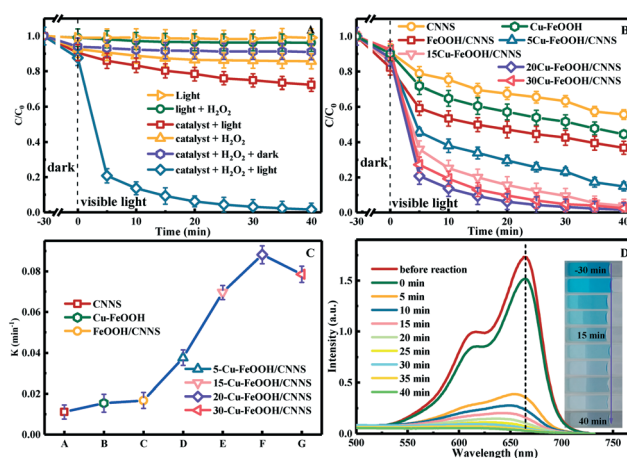 A
C/C0
1.0
0.8
0.6
0.4
0.2
0.0
Light
light + H2O2
catalyst + light
catalyst + H2O2
catalyst + H2O2 + dark
catalyst + H2O2 + light
dark
visible light
-30 0 10 20 30 40
Time (min)
B
C/C0
1.0
0.8
0.6
0.4
0.2
0.0
CNNS
Cu-FeOOH
FeOOH/CNNS
5Cu-FeOOH/CNNS
15Cu-FeOOH/CNNS
20Cu-FeOOH/CNNS
30Cu-FeOOH/CNNS
dark
visible light
-30 0 10 20 30 40
Time (min)
C
K (min-1)
0.08
0.06
0.04
0.02
0.00
CNNS
Cu-FeOOH
FeOOH/CNNS
5-Cu-FeOOH/CNNS
15-Cu-FeOOH/CNNS
20-Cu-FeOOH/CNNS
30-Cu-FeOOH/CNNS
A B C D E F G
D
Intensity (a.u.)
1.5
1.0
0.5
0.0
before reaction
0 min
5 min
10 min
15 min
20 min
25 min
30 min
35 min
40 min
-30 min
15 min
40 min
500 550 600 650 700 750
Wavelength (nm)